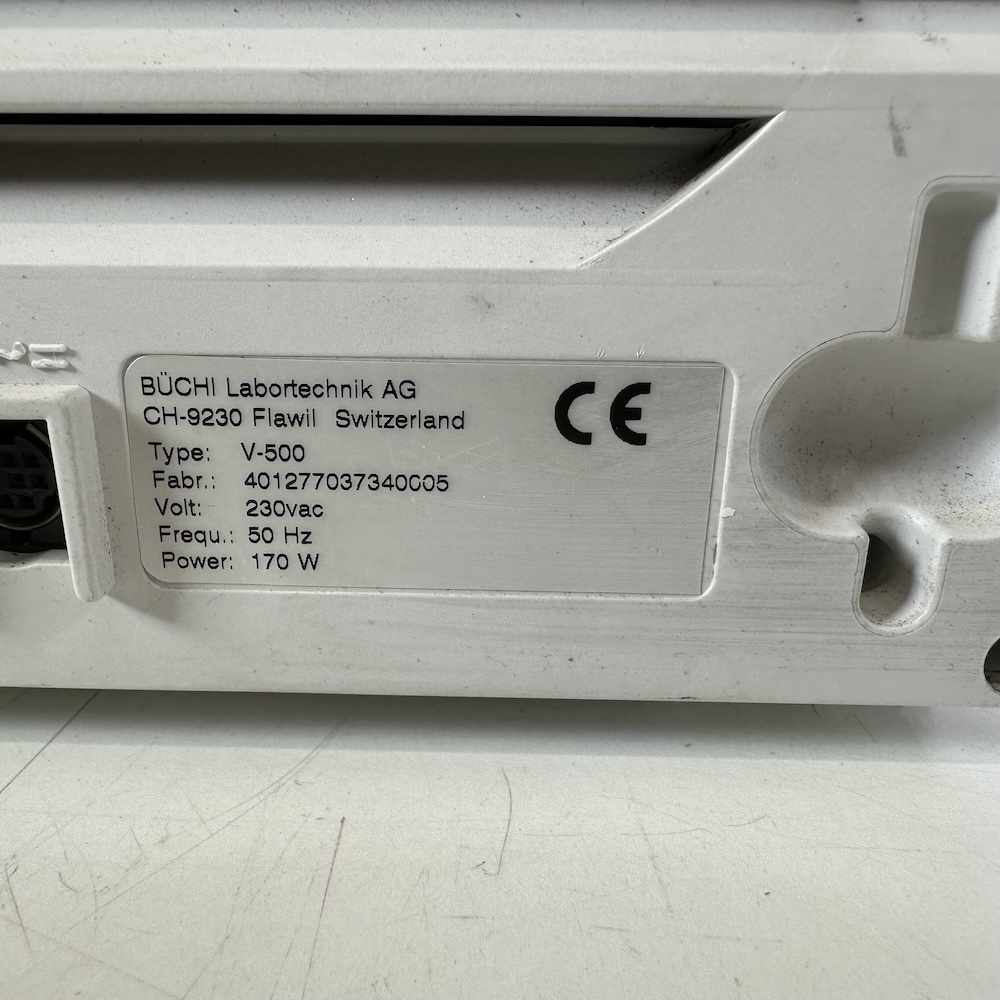 BÜCHI Labortechnik AG
CE
CH-9230 Flawil Switzerland
Type: V-500
Fabr.: 401277037340005
Volt: 230vac
Frequ.: 50 Hz
Power: 170 W